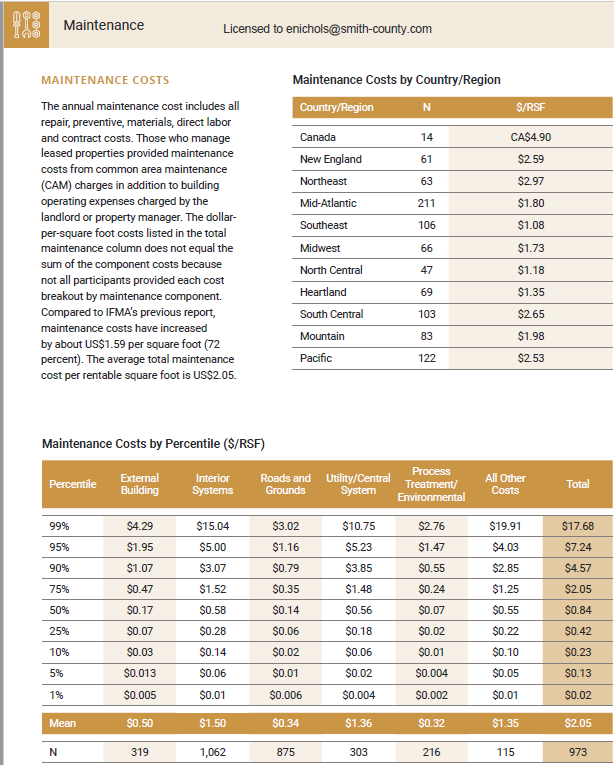 Maintenance
Licensed to enichols@smith-county.com
MAINTENANCE COSTS
The annual maintenance cost includes all
repair, preventive, materials, direct labor
and contract costs. Those who manage
leased properties provided maintenance
costs from common area maintenance
(CAM) charges in addition to building
operating expenses charged by the
landlord or property manager. The dollar-
per-square foot costs listed in the total
maintenance column does not equal the
sum of the component costs because
not all participants provided each cost
breakout by maintenance component.
Compared to IFMA's previous report,
maintenance costs have increased
by about US$1.59 per square foot (72
percent). The average total maintenance
cost per rentable square foot is US$2.05.
Maintenance Costs by Country/Region
Country/Region N $/RSF
Canada 14 CA$4.90
New England 61 $2.59
Northeast 63 $2.97
Mid-Atlantic 211 $1.80
Southeast 106 $1.08
Midwest 66 $1.73
North Central 47 $1.18
Heartland 69 $1.35
South Central 103 $2.65
Mountain 83 $1.98
Pacific 122 $2.53
Maintenance Costs by Percentile ($/RSF)
Percentile External Building Interior Systems Roads and Grounds Utility/Central System Process Treatment/ Environmental All Other Costs Total
99% $4.29 $15.04 $3.02 $10.75 $2.76 $19.91 $17.68
95% $1.95 $5.00 $1.16 $5.23 $1.47 $4.03 $7.24
90% $1.07 $3.07 $0.79 $3.85 $0.55 $2.85 $4.57
75% $0.47 $1.52 $0.35 $1.48 $0.24 $1.25 $2.05
50% $0.17 $0.58 $0.14 $0.56 $0.07 $0.55 $0.84
25% $0.07 $0.28 $0.06 $0.18 $0.02 $0.22 $0.42
10% $0.03 $0.14 $0.02 $0.06 $0.01 $0.10 $0.23
5% $0.013 $0.06 $0.01 $0.02 $0.004 $0.05 $0.13
1% $0.005 $0.01 $0.006 $0.004 $0.002 $0.01 $0.02
Mean $0.50 $1.50 $0.34 $1.36 $0.32 $1.35 $2.05
N 319 1,062 875 303 216 115 973